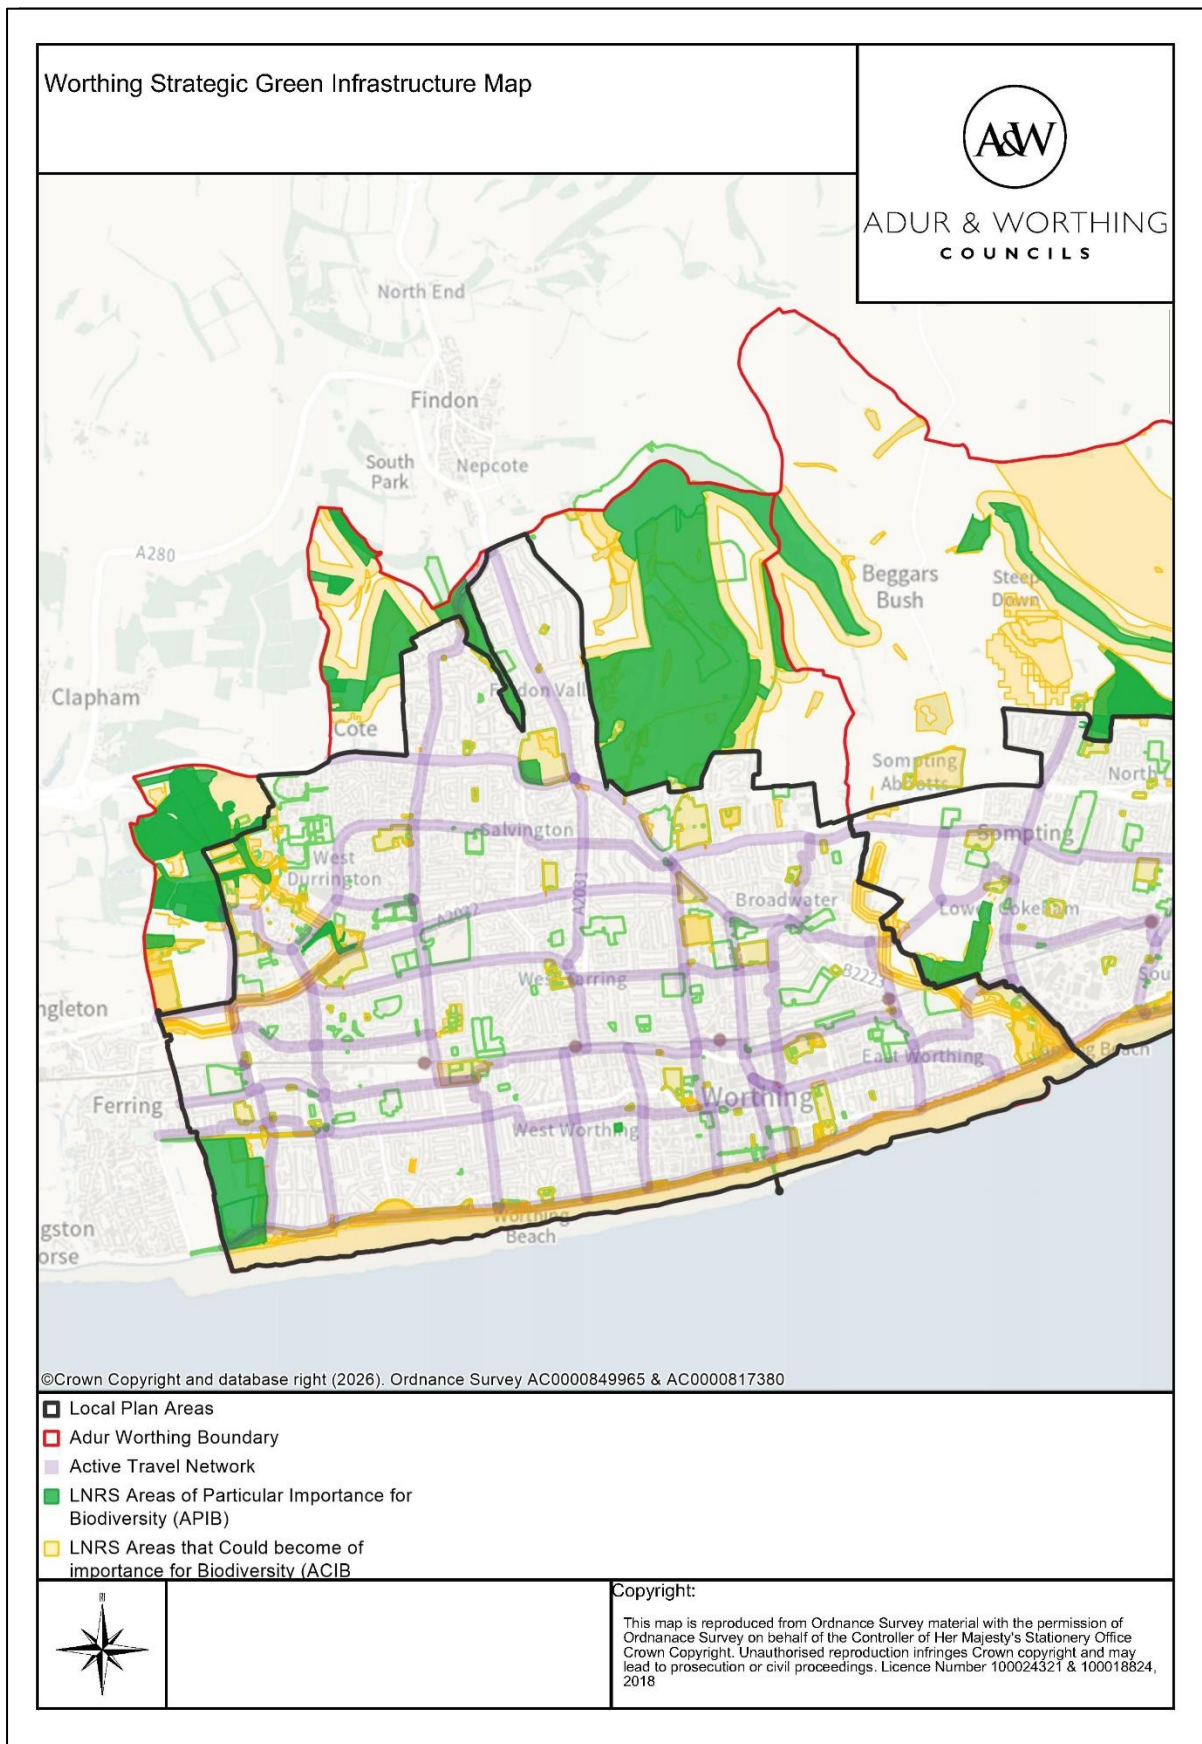 Worthing Strategic Green Infrastructure Map
A&W
ADUR & WORTHING
COUNCILS
North End
Findon
South
Park
Nepcote
A280
Beggars
Bush
Steep
Down
Clapham
Cote
Sompting
North
Salvington
Sompting
West
Durrington
A2031
Broadwater
A2032
B2223
ngleton
East Worthing
Ferring
Worthing
West Worthing
gston
orse
Worthing
Beach
©Crown Copyright and database right (2026). Ordnance Survey AC0000849965 & AC0000817380
Local Plan Areas
Adur Worthing Boundary
Active Travel Network
LNRS Areas of Particular Importance for
Biodiversity (APIB)
LNRS Areas that Could become of
importance for Biodiversity (ACIB
Copyright:
This map is reproduced from Ordnance Survey material with the permission of
Ordnanace Survey on behalf of the Controller of Her Majesty's Stationery Office
Crown Copyright. Unauthorised reproduction infringes Crown copyright and may
lead to prosecution or civil proceedings. Licence Number 100024321 & 100018824,
2018